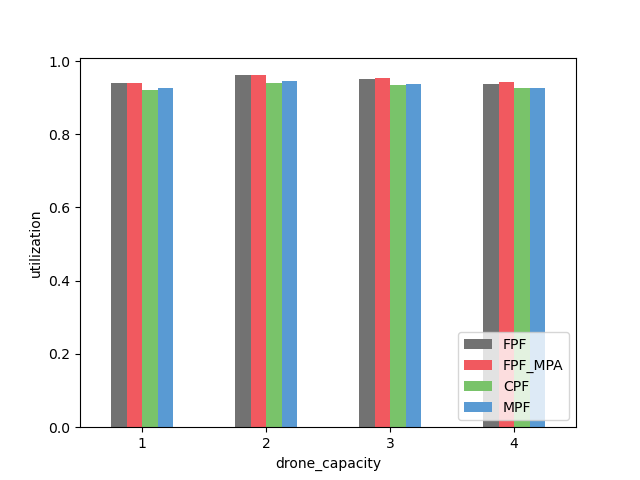 1.0
0.8
0.6
0.4
0.2
0.0
utilization
1 2 3 4
drone_capacity
FPF
FPF_MPA
CPF
MPF